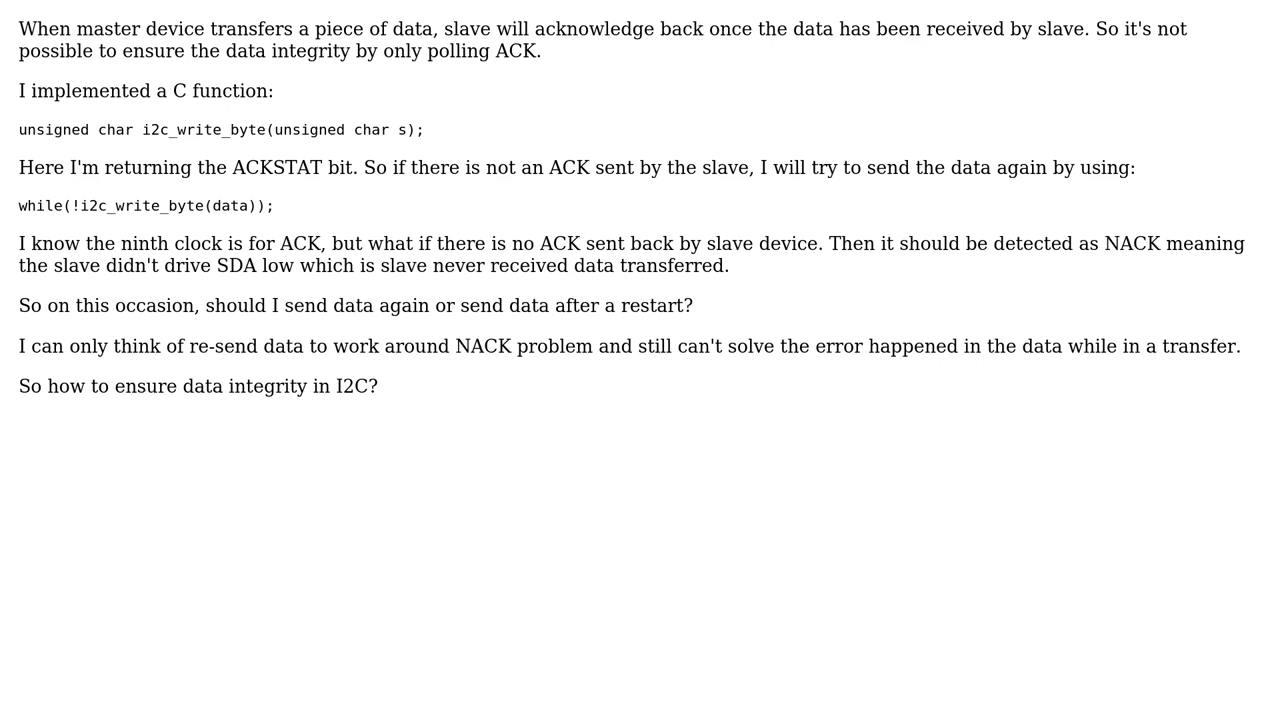 When master device transfers a piece of data, slave will acknowledge back once the data has been received by slave. So it's not
possible to ensure the data integrity by only polling ACK.
I implemented a C function:
unsigned char i2c_write_byte(unsigned char s);
Here I'm returning the ACKSTAT bit. So if there is not an ACK sent by the slave, I will try to send the data again by using:
while(!i2c_write_byte(data));
I know the ninth clock is for ACK, but what if there is no ACK sent back by slave device. Then it should be detected as NACK meaning
the slave didn't drive SDA low which is slave never received data transferred.
So on this occasion, should I send data again or send data after a restart?
I can only think of re-send data to work around NACK problem and still can't solve the error happened in the data while in a transfer.
So how to ensure data integrity in I2C?